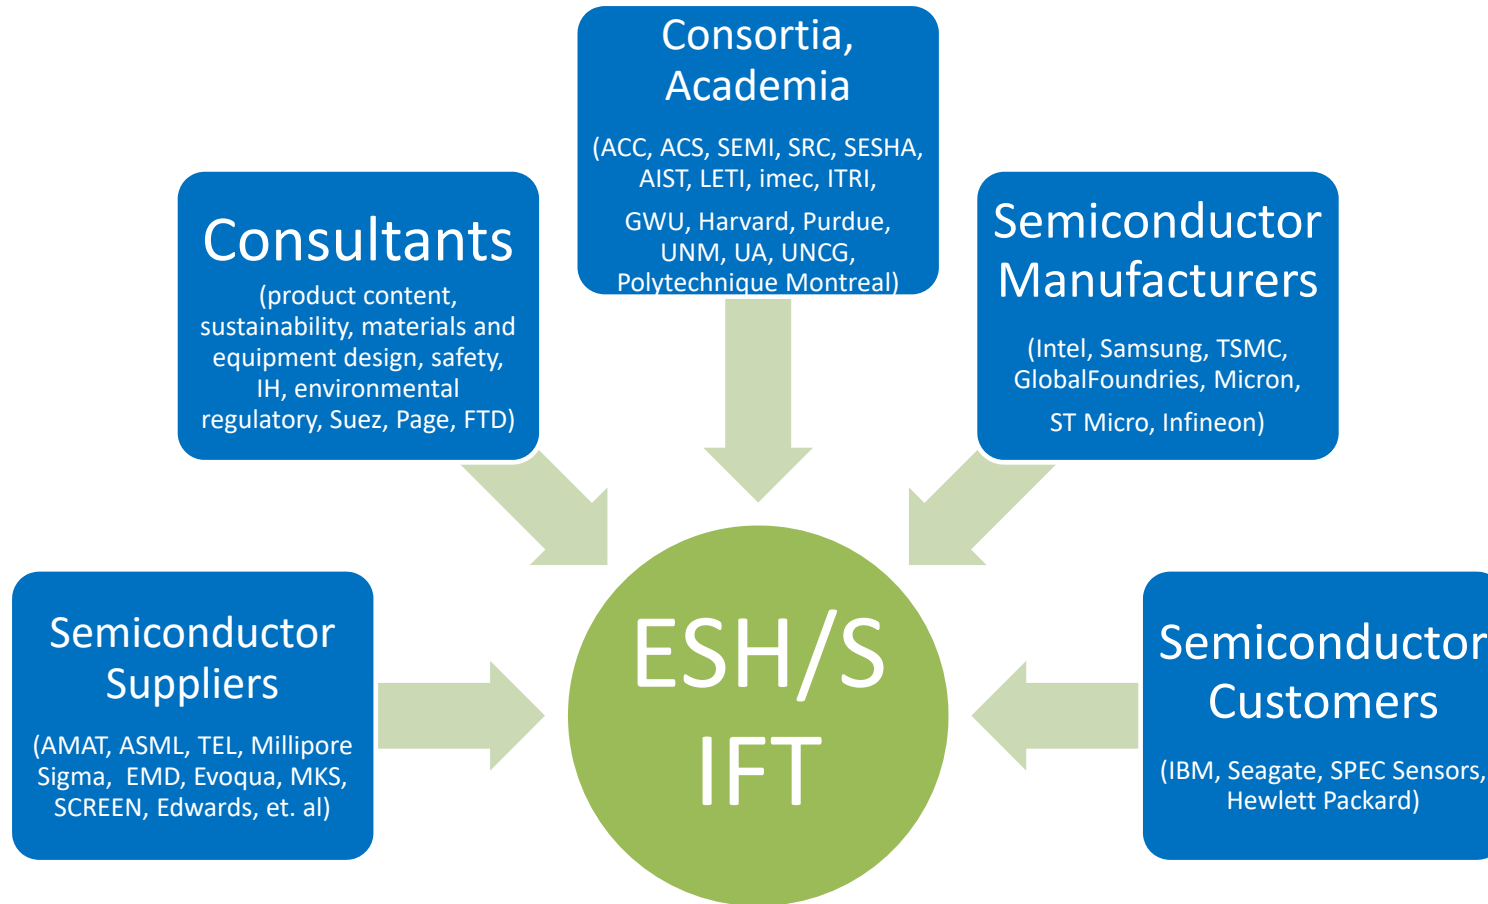 Consortia,
Academia
(ACC, ACS, SEMI, SRC, SESHA,
AIST, LETI, imec, ITRI,
GWU, Harvard, Purdue,
UNM, UA, UNCG,
Polytechnique Montreal)
Consultants
(product content,
sustainability, materials and
equipment design, safety,
IH, environmental
regulatory, Suez, Page, FTD)
Semiconductor
Manufacturers
(Intel, Samsung, TSMC,
GlobalFoundries, Micron,
ST Micro, Infineon)
Semiconductor
Suppliers
(AMAT, ASML, TEL, Millipore
Sigma,  EMD, Evoqua, MKS,
SCREEN, Edwards, et. al)
ESH/S
IFT
Semiconductor
Customers
(IBM, Seagate, SPEC Sensors,
Hewlett Packard)